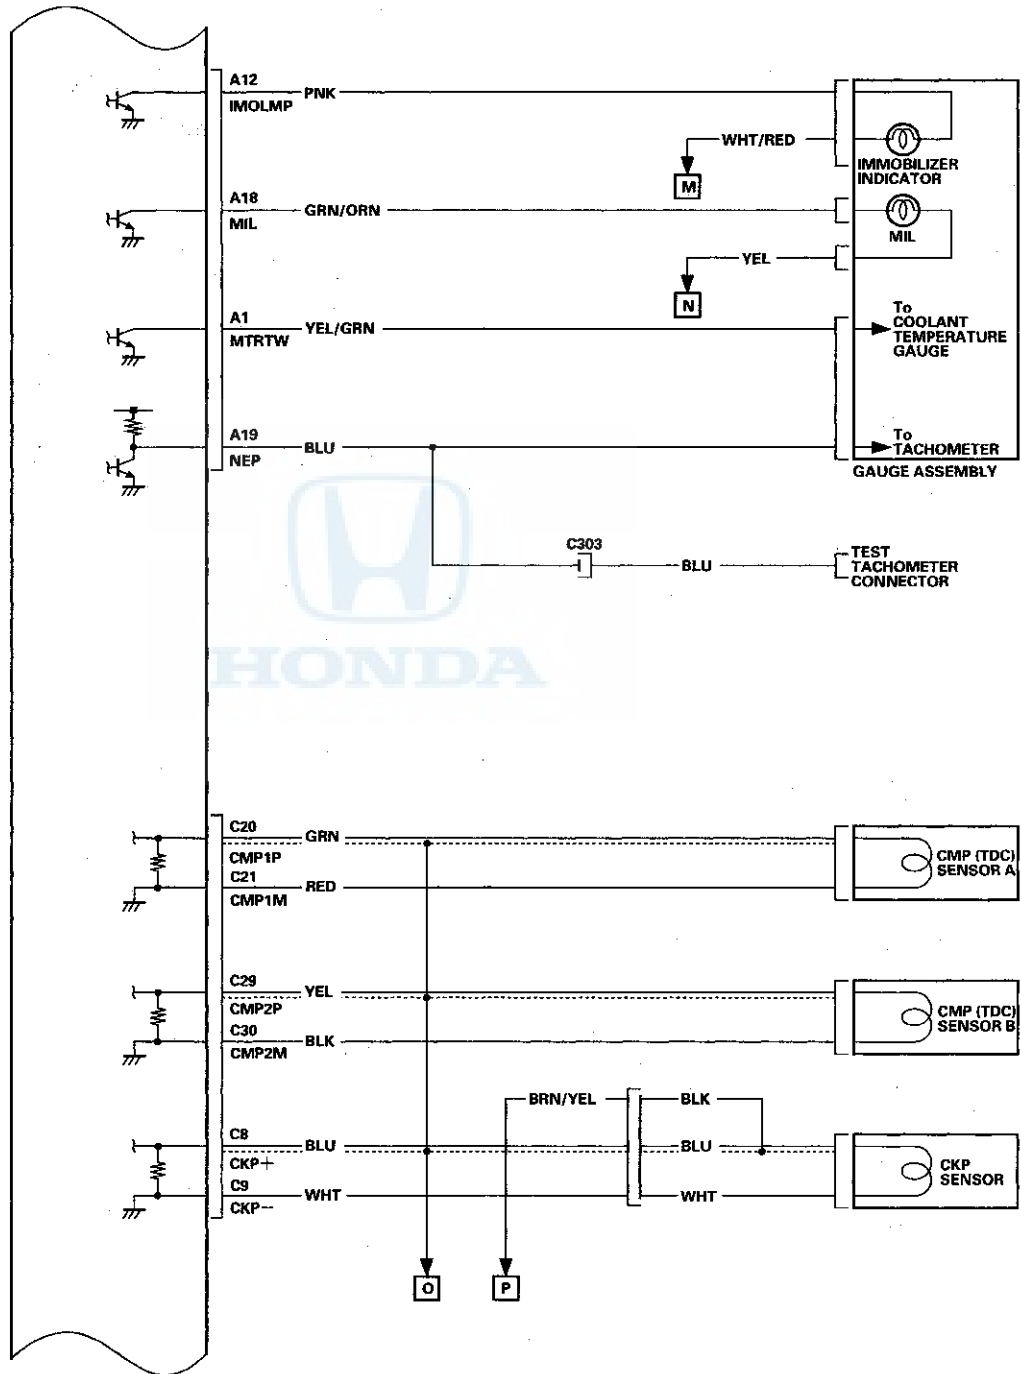 A12
PNK
IMOLMP
WHT/RED
M
IMMOBILIZER
INDICATOR
A18
GRN/ORN
MIL
MIL
YEL
N
A1
YEL/GRN
MTRTW
To
COOLANT
TEMPERATURE
GAUGE
A19
BLU
NEP
To
TACHOMETER
GAUGE ASSEMBLY
C303
BLU
TEST
TACHOMETER
CONNECTOR
HONDA
C20
GRN
CMP1P
C21
RED
CMP1M
CMP (TDC)
SENSOR A
C29
YEL
CMP2P
C30
BLK
CMP2M
CMP (TDC)
SENSOR B
BRN/YEL
BLK
C8
BLU
BLU
CKP+
C9
WHT
WHT
CKP−
CKP
SENSOR
O
P